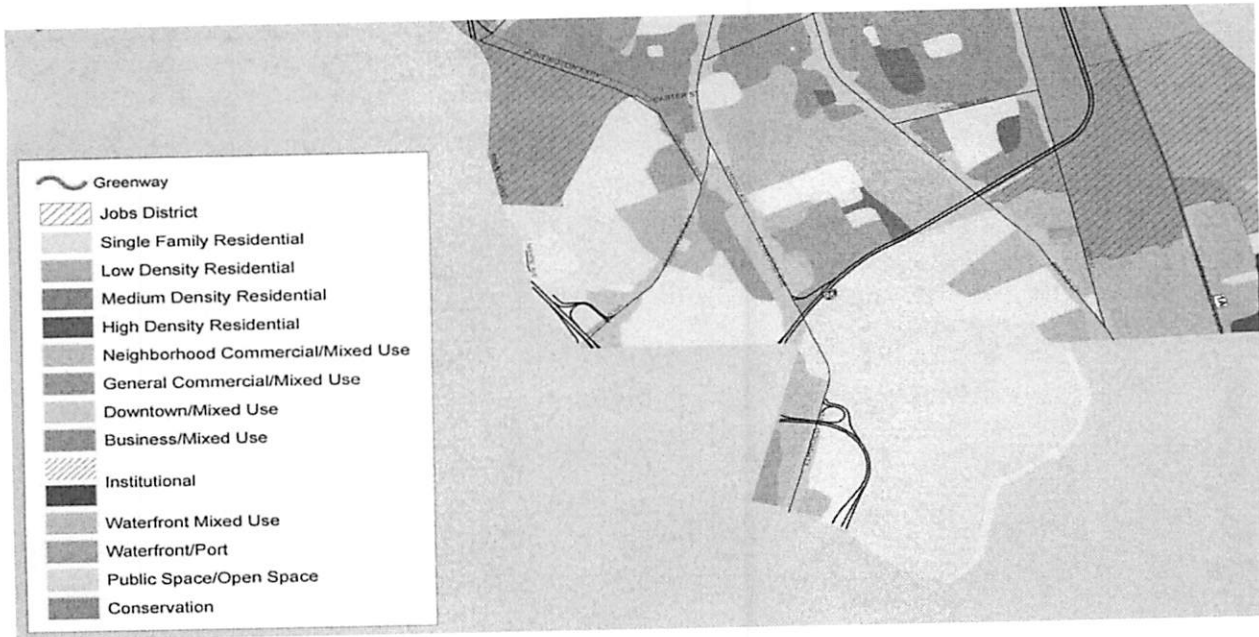 CARTER ST
Greenway
Jobs District
Single Family Residential
Low Density Residential
Medium Density Residential
High Density Residential
Neighborhood Commercial/Mixed Use
General Commercial/Mixed Use
Downtown/Mixed Use
Business/Mixed Use
Institutional
Waterfront Mixed Use
Waterfront/Port
Public Space/Open Space
Conservation